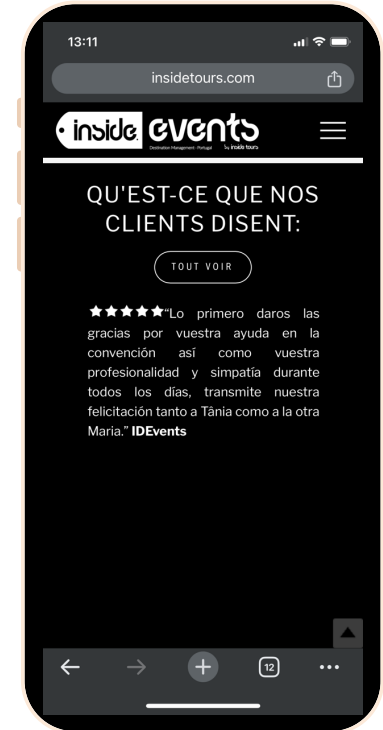 13:11
insidetours.com
inside events
Destination Management · Portugal by inside tours
QU'EST-CE QUE NOS
CLIENTS DISENT:
TOUT VOIR
★★★★★“Lo primero daros las
gracias por vuestra ayuda en la
convención así como vuestra
profesionalidad y simpatía durante
todos los días, transmite nuestra
felicitación tanto a Tânia como a la otra
Maria.” IDEvents
12